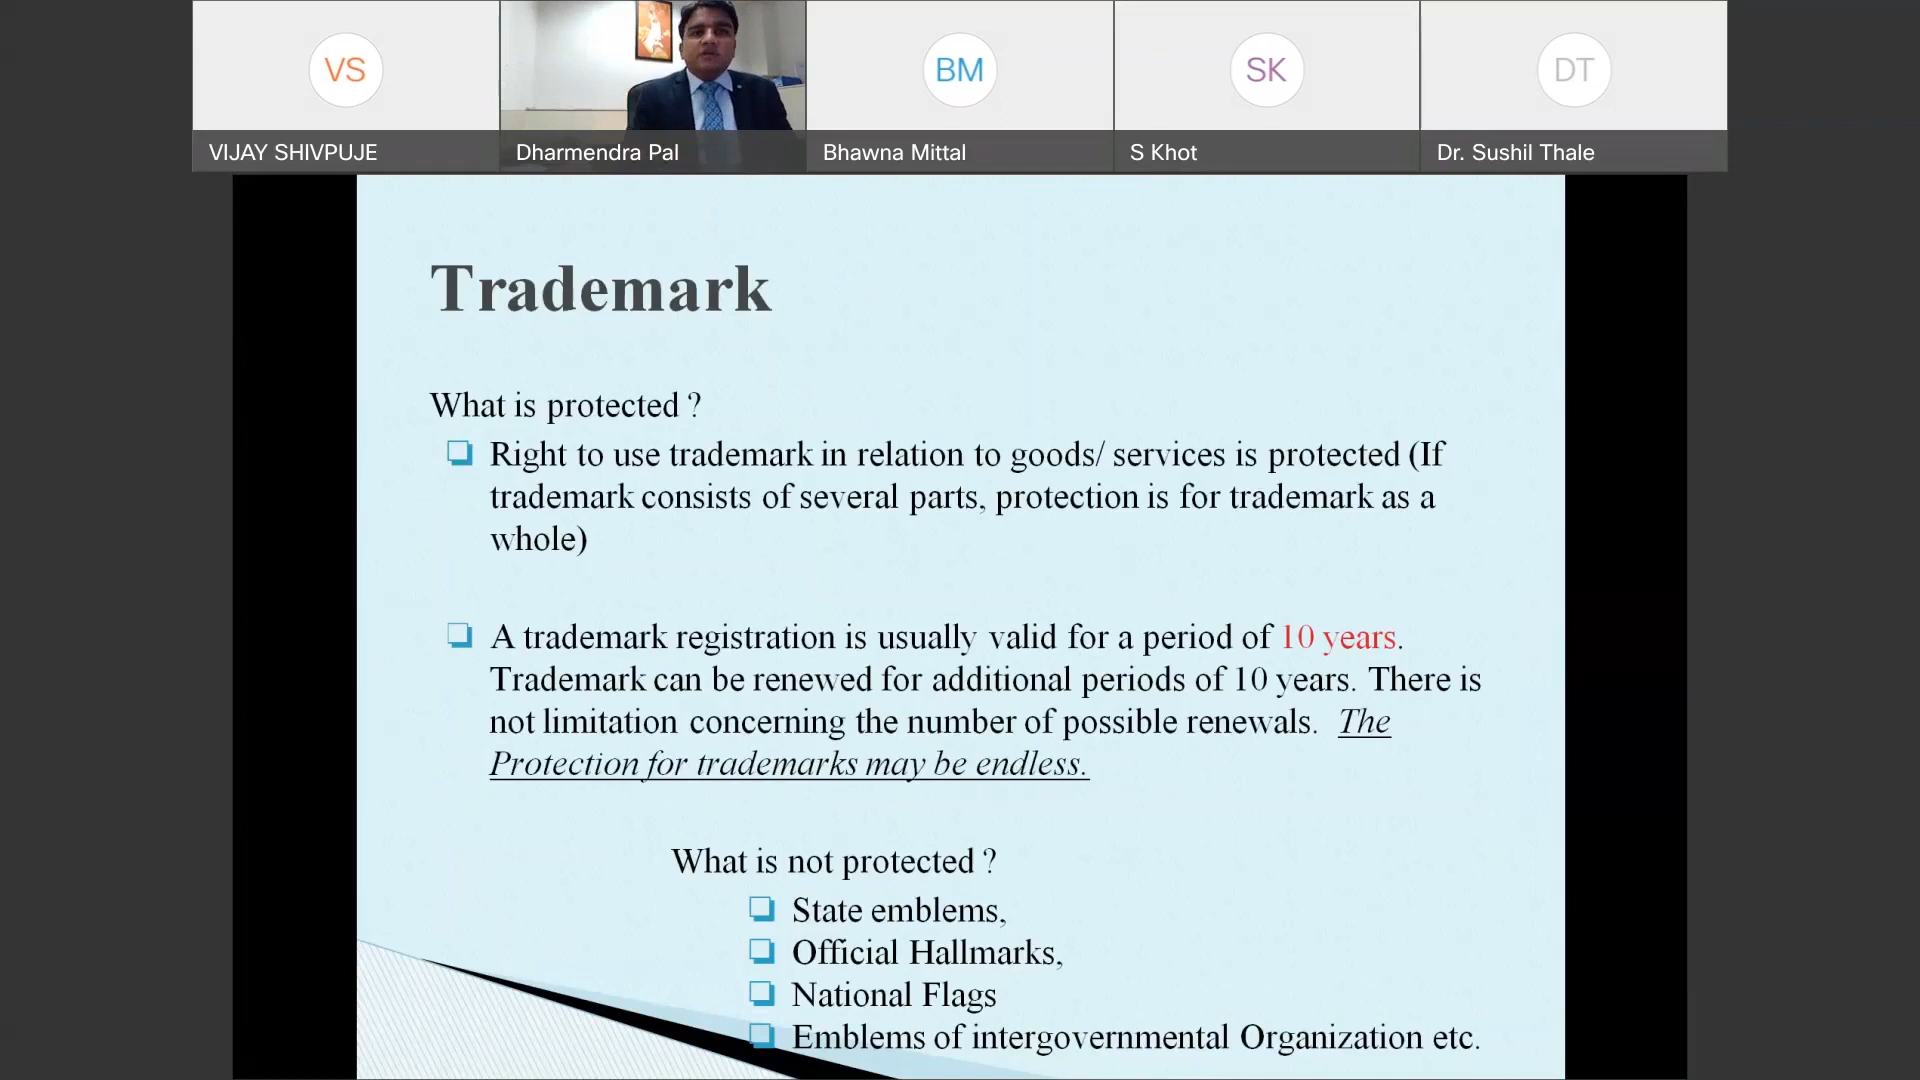 VS
BM
SK
DT
VIJAY SHIVPUJE
Dharmendra Pal
Bhawna Mittal
S Khot
Dr. Sushil Thale
Trademark
What is protected ?
Right to use trademark in relation to goods/ services is protected (If
trademark consists of several parts, protection is for trademark as a
whole)
A trademark registration is usually valid for a period of 10 years.
Trademark can be renewed for additional periods of 10 years. There is
not limitation concerning the number of possible renewals. The
Protection for trademarks may be endless.
What is not protected ?
State emblems,
Official Hallmarks,
National Flags
Emblems of intergovernmental Organization etc.